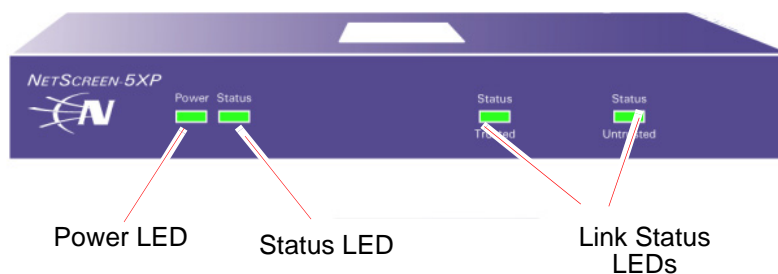 NETSCREEN-5XP
N
Power Status
Status
Status
Trusted
Untrusted
Power LED
Status LED
Link Status
LEDs